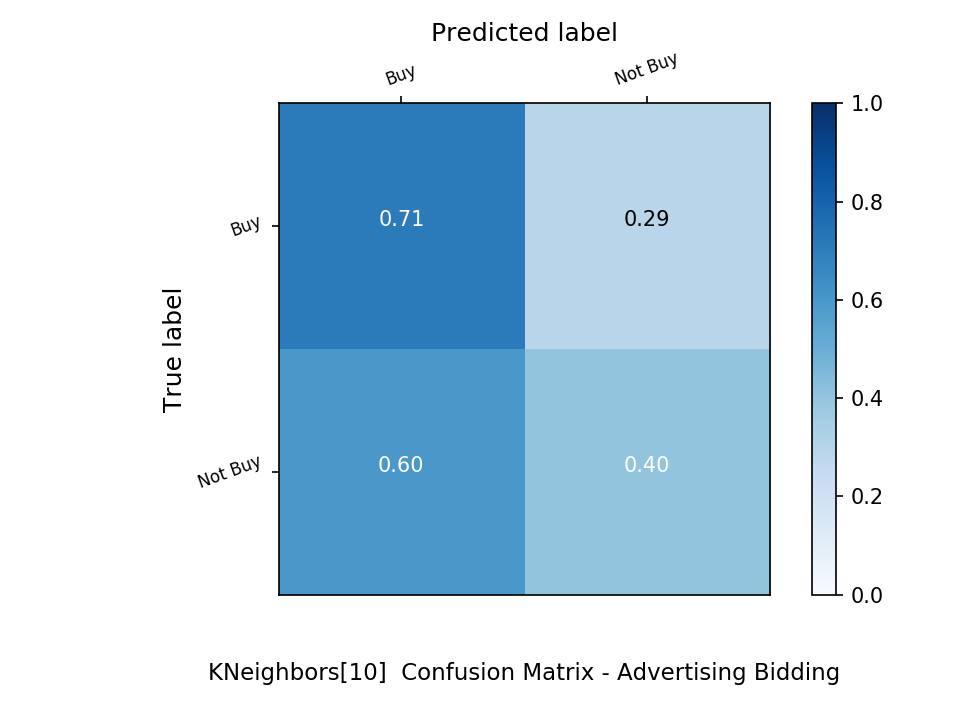 Predicted label
Buy
Not Buy
1.0
0.8
0.6
0.4
0.2
0.0
True label
Buy
0.71
0.29
Not Buy
0.60
0.40
KNeighbors[10]  Confusion Matrix - Advertising Bidding